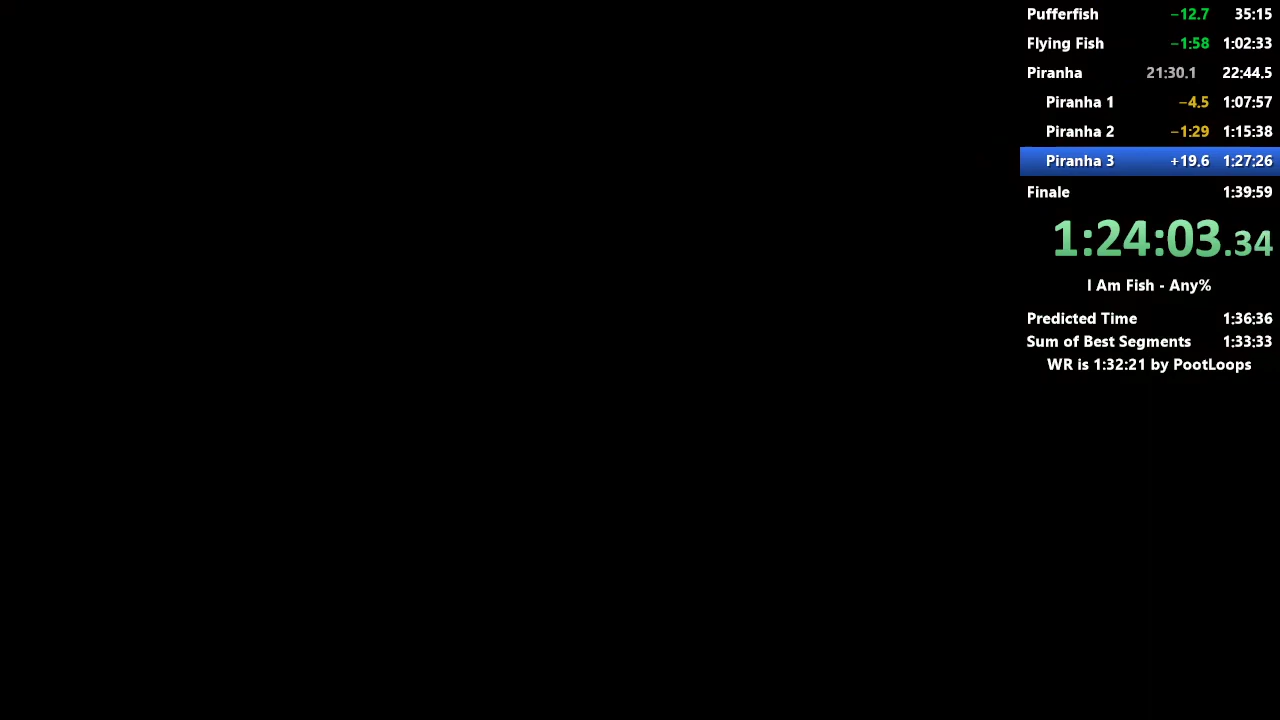 Pufferfish −12.7 35:15
Flying Fish −1:58 1:02:33
Piranha 21:30.1 22:44.5
Piranha 1 −4.5 1:07:57
Piranha 2 −1:29 1:15:38
Piranha 3 +19.6 1:27:26
Finale 1:39:59
1:24:03.34
I Am Fish - Any%
Predicted Time 1:36:36
Sum of Best Segments 1:33:33
WR is 1:32:21 by PootLoops